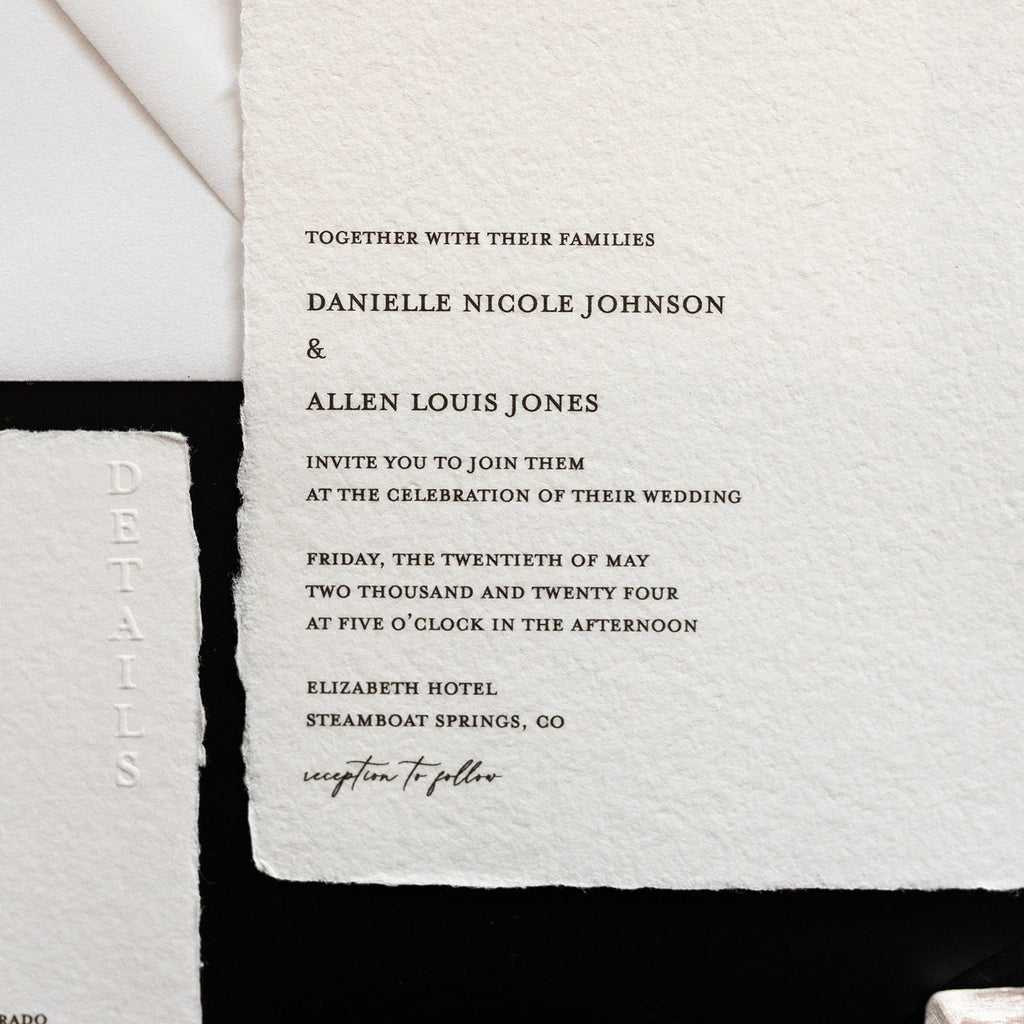 TOGETHER WITH THEIR FAMILIES
DANIELLE NICOLE JOHNSON
&
ALLEN LOUIS JONES
INVITE YOU TO JOIN THEM
AT THE CELEBRATION OF THEIR WEDDING
FRIDAY, THE TWENTIETH OF MAY
TWO THOUSAND AND TWENTY FOUR
AT FIVE O'CLOCK IN THE AFTERNOON
ELIZABETH HOTEL
STEAMBOAT SPRINGS, CO
reception to follow
DETAILS
RADO